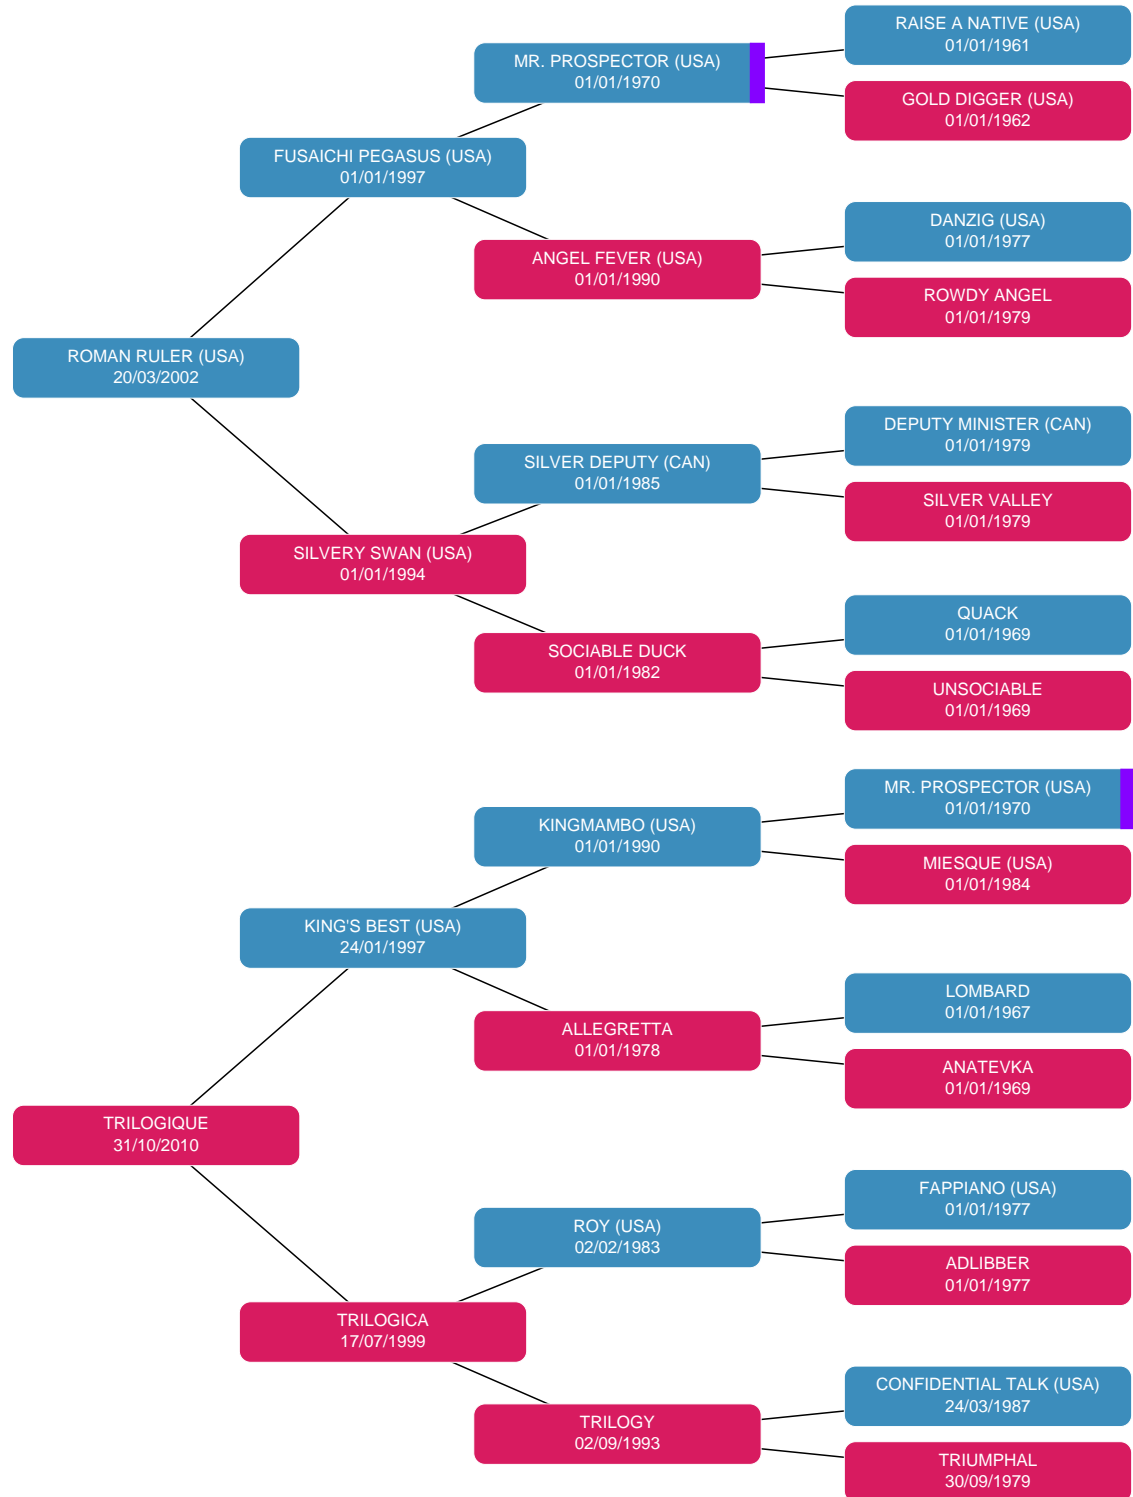 RAISE A NATIVE (USA)
01/01/1961
MR. PROSPECTOR (USA)
01/01/1970
GOLD DIGGER (USA)
01/01/1962
FUSAICHI PEGASUS (USA)
01/01/1997
DANZIG (USA)
01/01/1977
ANGEL FEVER (USA)
01/01/1990
ROWDY ANGEL
01/01/1979
ROMAN RULER (USA)
20/03/2002
DEPUTY MINISTER (CAN)
01/01/1979
SILVER DEPUTY (CAN)
01/01/1985
SILVER VALLEY
01/01/1979
SILVERY SWAN (USA)
01/01/1994
QUACK
01/01/1969
SOCIABLE DUCK
01/01/1982
UNSOCIABLE
01/01/1969
MR. PROSPECTOR (USA)
01/01/1970
KINGMAMBO (USA)
01/01/1990
MIESQUE (USA)
01/01/1984
KING'S BEST (USA)
24/01/1997
LOMBARD
01/01/1967
ALLEGRETTA
01/01/1978
ANATEVKA
01/01/1969
TRILOGIQUE
31/10/2010
FAPPIANO (USA)
01/01/1977
ROY (USA)
02/02/1983
ADLIBBER
01/01/1977
TRILOGICA
17/07/1999
CONFIDENTIAL TALK (USA)
24/03/1987
TRILOGY
02/09/1993
TRIUMPHAL
30/09/1979